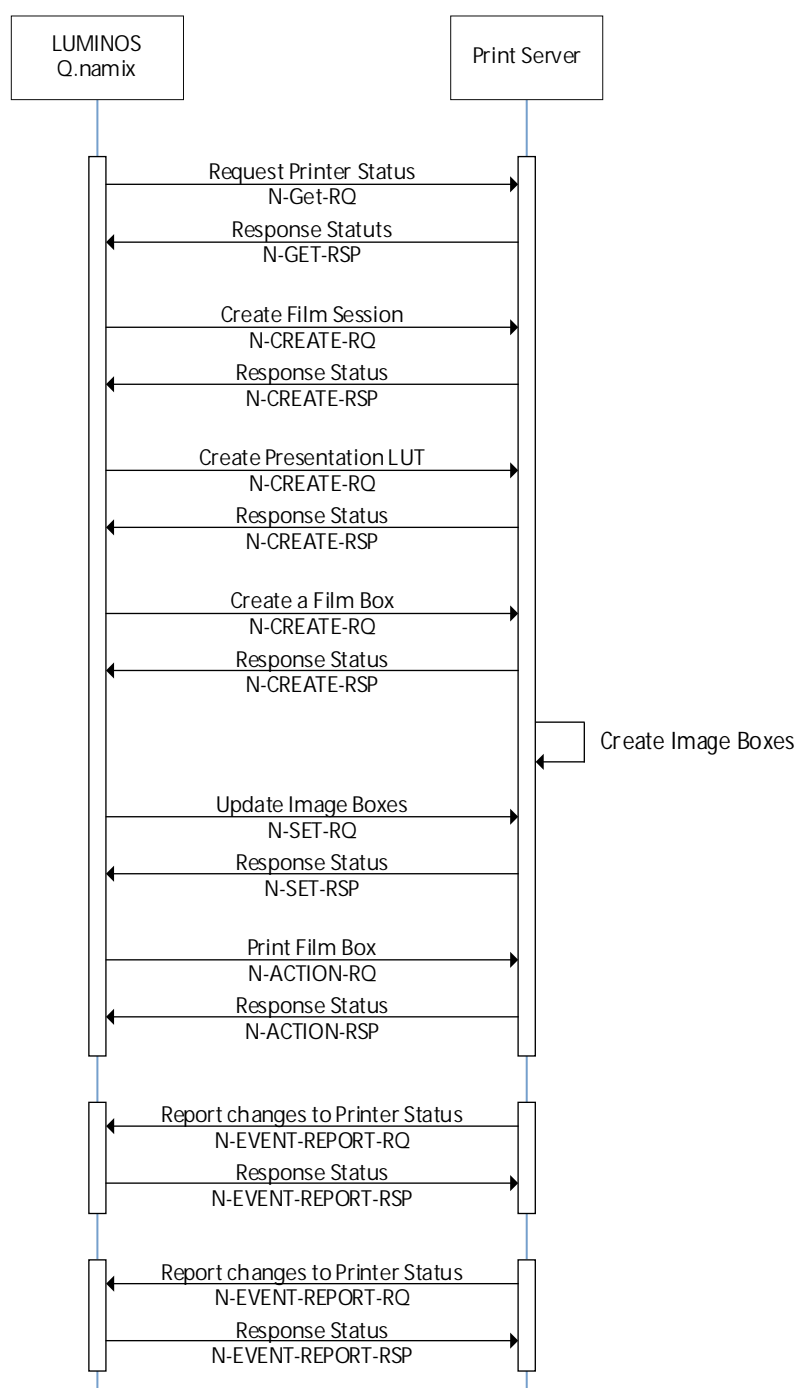 LUMINOS
Q.namix
Print Server
Request Printer Status
N-Get-RQ
Response Statuts
N-GET-RSP
Create Film Session
N-CREATE-RQ
Response Status
N-CREATE-RSP
Create Presentation LUT
N-CREATE-RQ
Response Status
N-CREATE-RSP
Create a Film Box
N-CREATE-RQ
Response Status
N-CREATE-RSP
Create Image Boxes
Update Image Boxes
N-SET-RQ
Response Status
N-SET-RSP
Print Film Box
N-ACTION-RQ
Response Status
N-ACTION-RSP
Report changes to Printer Status
N-EVENT-REPORT-RQ
Response Status
N-EVENT-REPORT-RSP
Report changes to Printer Status
N-EVENT-REPORT-RQ
Response Status
N-EVENT-REPORT-RSP